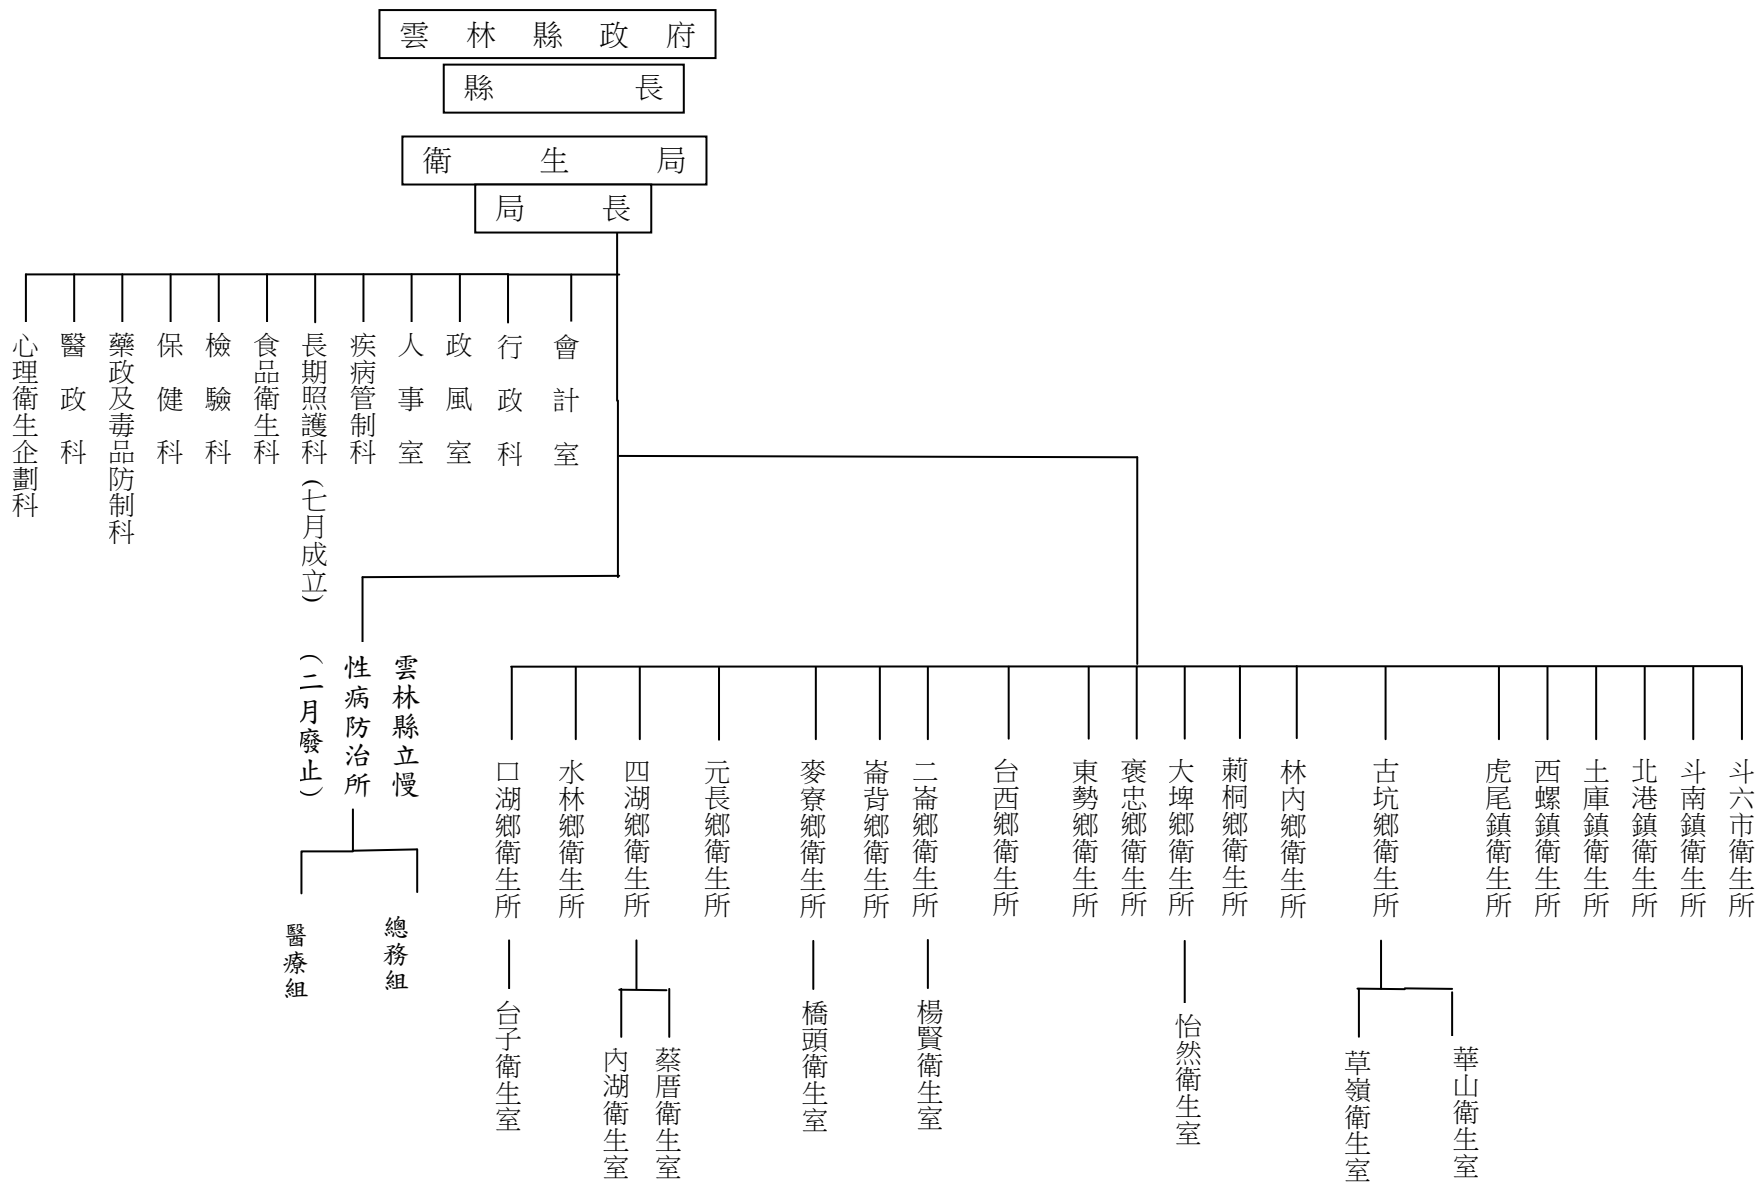 雲林縣政府
縣長
衛生局
局長
心理衛生企劃科
醫政科
藥政及毒品防制科
保健科
檢驗科
食品衛生科
長期照護科(七月成立)
疾病管制科
人事室
政風室
行政科
會計室
雲林縣立慢
性病防治所
(二月廢止)
醫療組
總務組
口湖鄉衛生所
水林鄉衛生所
四湖鄉衛生所
元長鄉衛生所
麥寮鄉衛生所
崙背鄉衛生所
二崙鄉衛生所
台西鄉衛生所
東勢鄉衛生所
褒忠鄉衛生所
大埤鄉衛生所
莿桐鄉衛生所
林內鄉衛生所
古坑鄉衛生所
虎尾鎮衛生所
西螺鎮衛生所
土庫鎮衛生所
北港鎮衛生所
斗南鎮衛生所
斗六市衛生所
台子衛生室
內湖衛生室
蔡厝衛生室
橋頭衛生室
楊賢衛生室
怡然衛生室
草嶺衛生室
華山衛生室